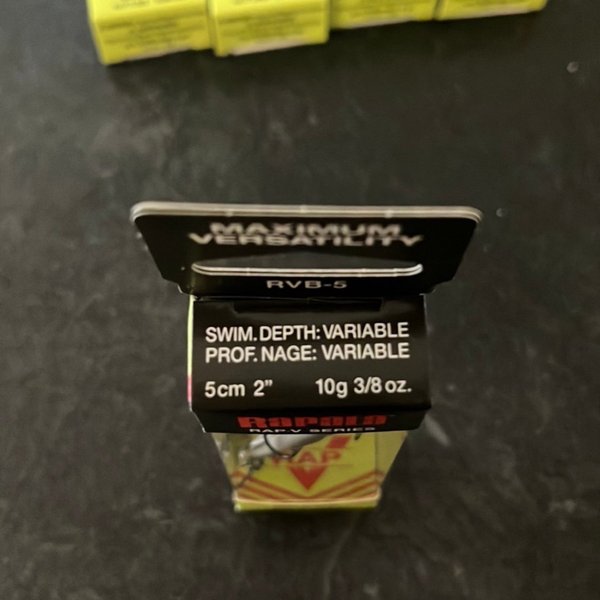 MAXIMUM
VERSATILITY
RVB-5
SWIM. DEPTH: VARIABLE
PROF. NAGE: VARIABLE
5cm 2" 10g 3/8 oz.
Rapala
RAP-V SERIES
RAP
V